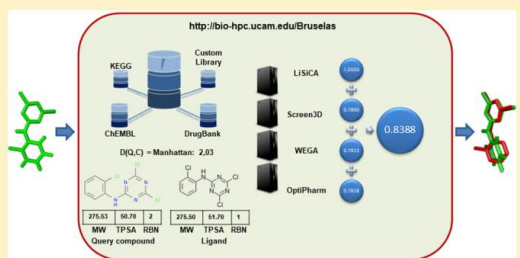 http://bio-hpc.ucam.edu/Bruselas
KEGG
Custom
Library
ChEMBL
DrugBank
D(Q,C) = Manhattan: 2,03
275.53 50.70 2
MW TPSA RBN
Query compound
275.50 51.70 1
MW TPSA RBN
Ligand
LiSiCA
Screen3D
WEGA
OptiPharm
0.8388